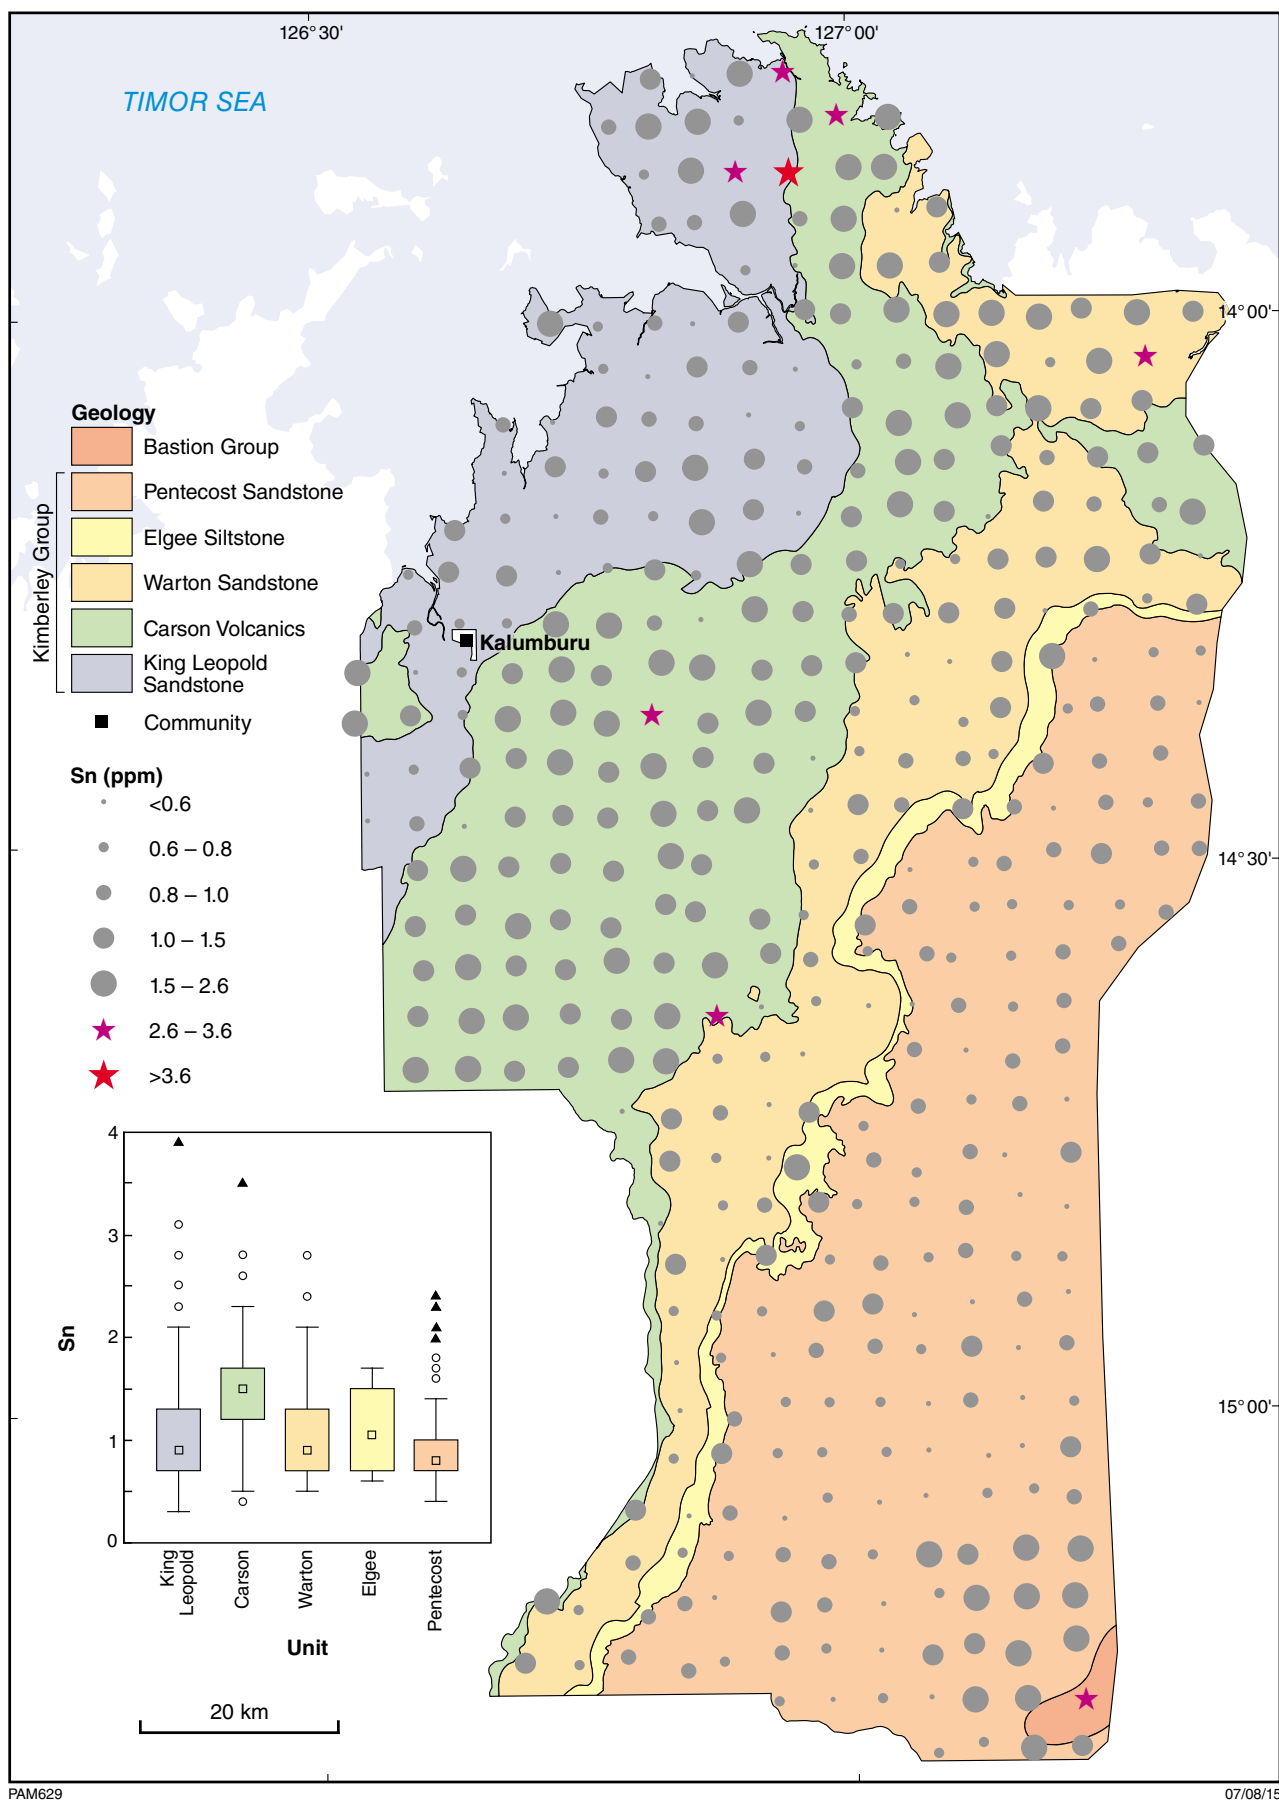 126°30'
127°00'
TIMOR SEA
14°00'
Geology
Bastion Group
Pentecost Sandstone
Elgee Siltstone
Warton Sandstone
Carson Volcanics
King Leopold
Sandstone
Kimberley Group
Community
Kalumburu
Sn (ppm)
<0.6
0.6 – 0.8
0.8 – 1.0
1.0 – 1.5
1.5 – 2.6
2.6 – 3.6
>3.6
14°30'
4
3
2
1
0
Sn
King
Leopold
Carson
Warton
Elgee
Pentecost
Unit
15°00'
20 km
PAM629
07/08/15